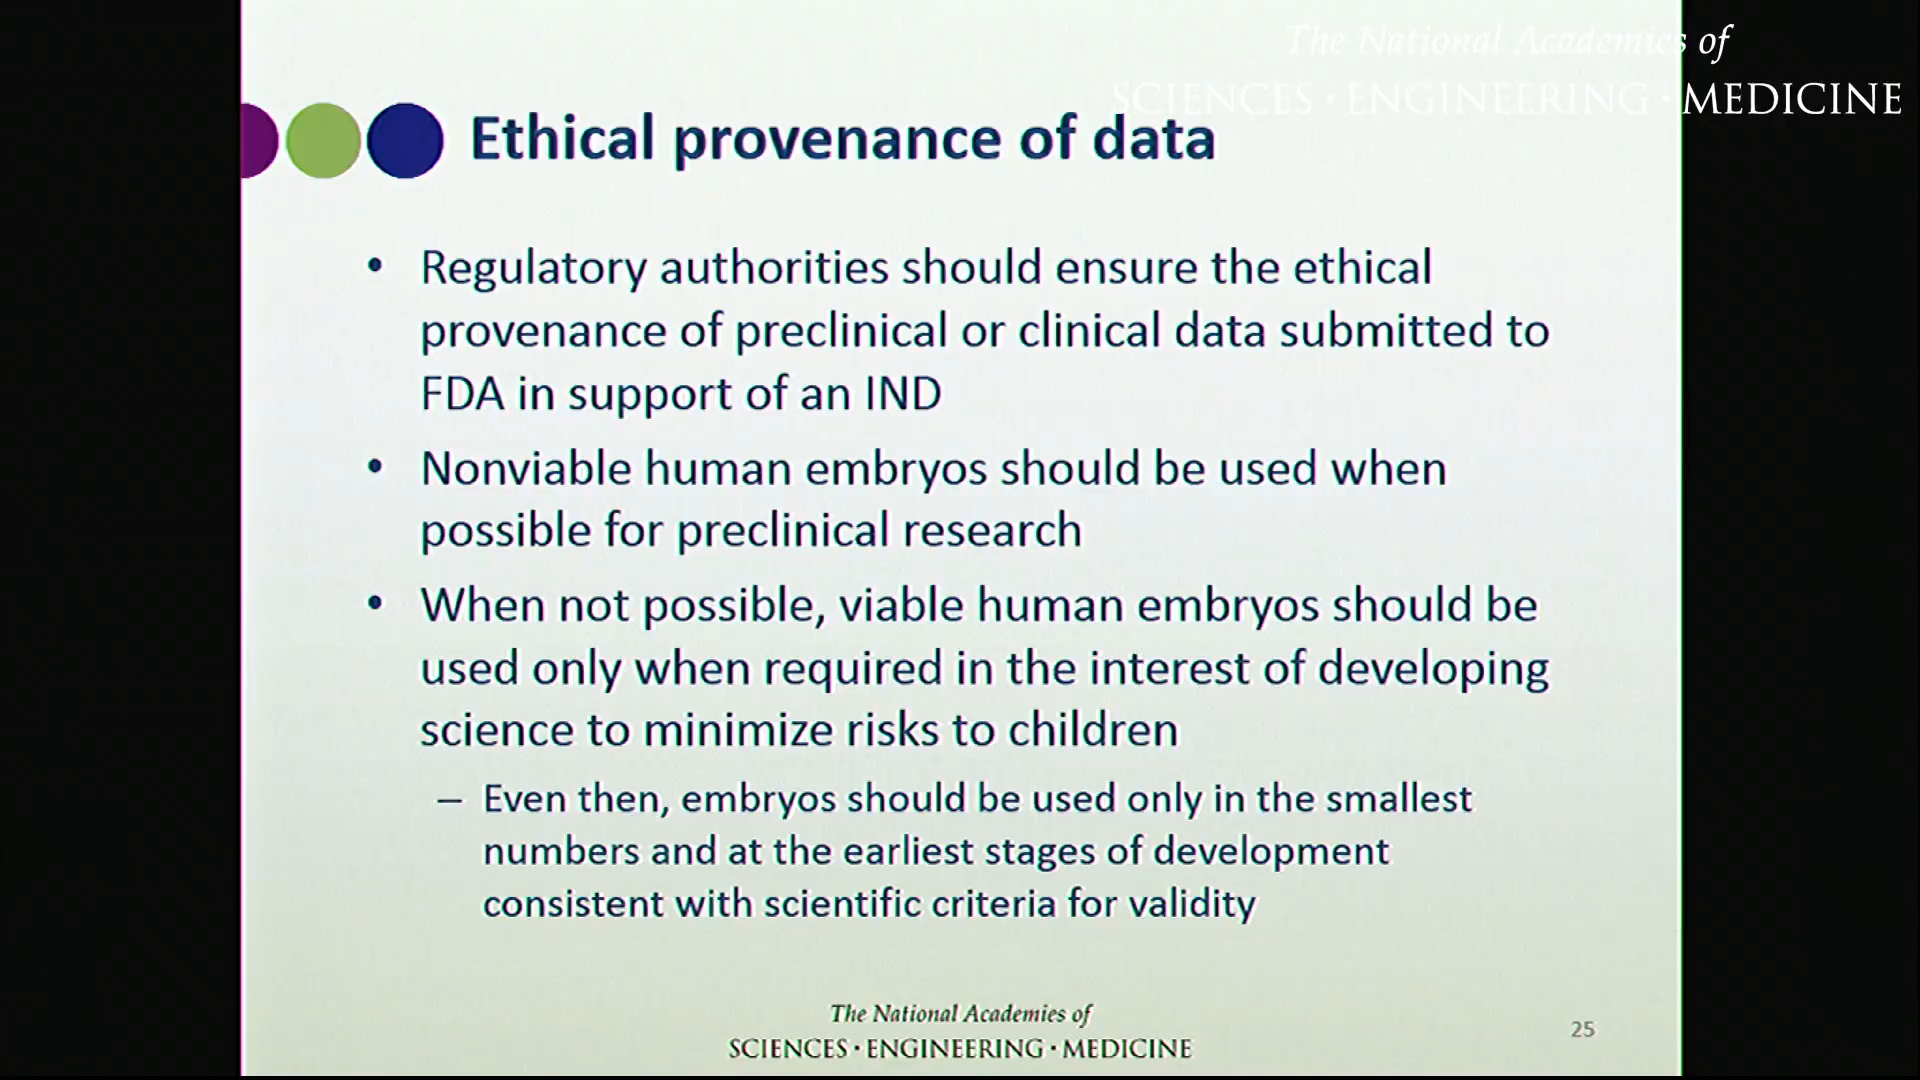 The National Academies of
SCIENCES · ENGINEERING · MEDICINE
Ethical provenance of data
• Regulatory authorities should ensure the ethical
provenance of preclinical or clinical data submitted to
FDA in support of an IND
• Nonviable human embryos should be used when
possible for preclinical research
• When not possible, viable human embryos should be
used only when required in the interest of developing
science to minimize risks to children
– Even then, embryos should be used only in the smallest
numbers and at the earliest stages of development
consistent with scientific criteria for validity
The National Academies of
SCIENCES · ENGINEERING · MEDICINE
25